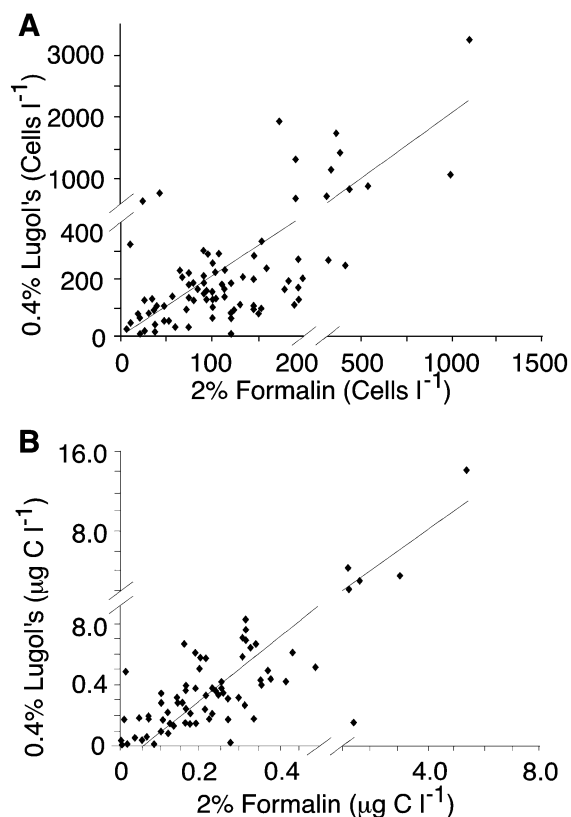 A
0.4% Lugol's (Cells l⁻¹)
3000
2000
1000
400
200
0
0 100 200 500 1000 1500
2% Formalin (Cells l⁻¹)
B
0.4% Lugol's (µg C l⁻¹)
16.0
8.0
8.0
0.4
0
0 0.2 0.4 4.0 8.0
2% Formalin (µg C l⁻¹)